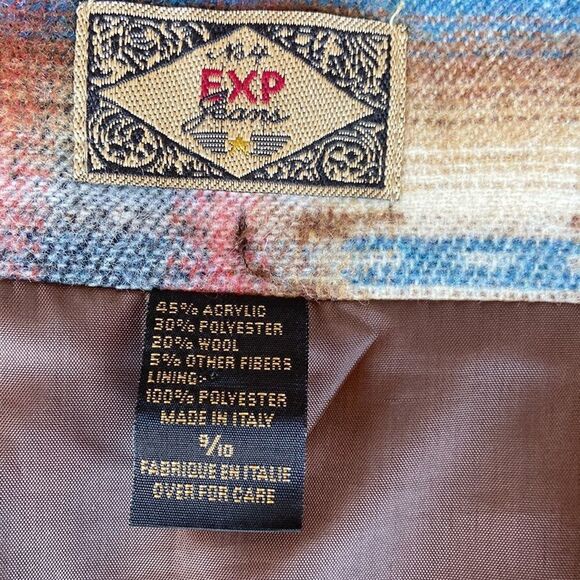 EXP
Jeans
45% ACRYLIC
30% POLYESTER
20% WOOL
5% OTHER FIBERS
LINING:
100% POLYESTER
MADE IN ITALY
9/10
FABRIQUE EN ITALIE
OVER FOR CARE